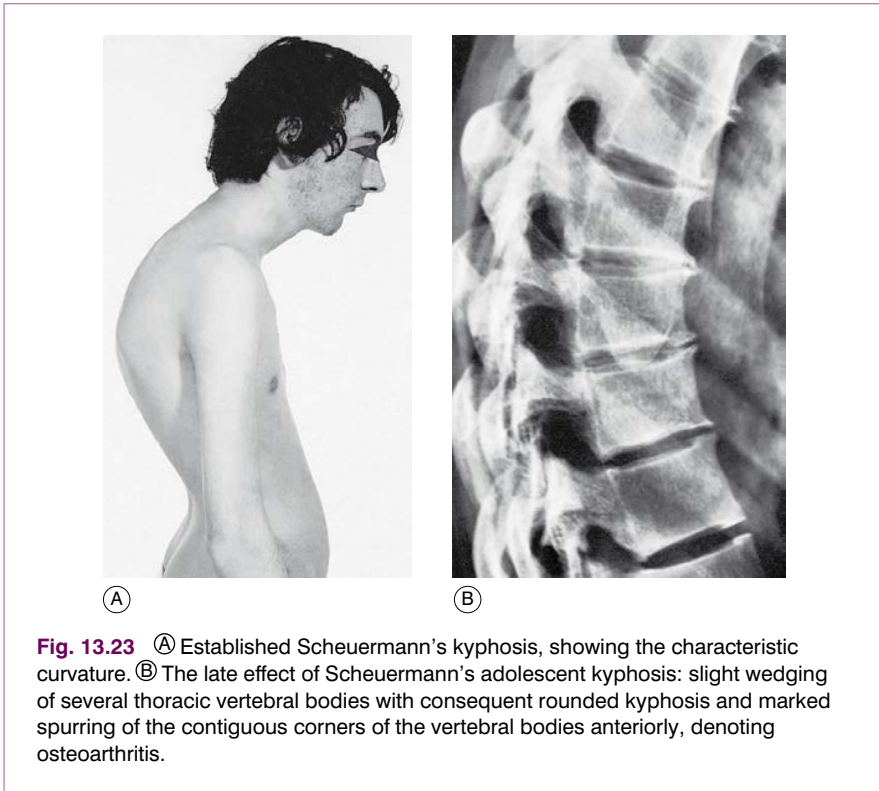 A
B
Fig. 13.23 Ⓐ Established Scheuermann’s kyphosis, showing the characteristic
curvature. Ⓑ The late effect of Scheuermann’s adolescent kyphosis: slight wedging
of several thoracic vertebral bodies with consequent rounded kyphosis and marked
spurring of the contiguous corners of the vertebral bodies anteriorly, denoting
osteoarthritis.